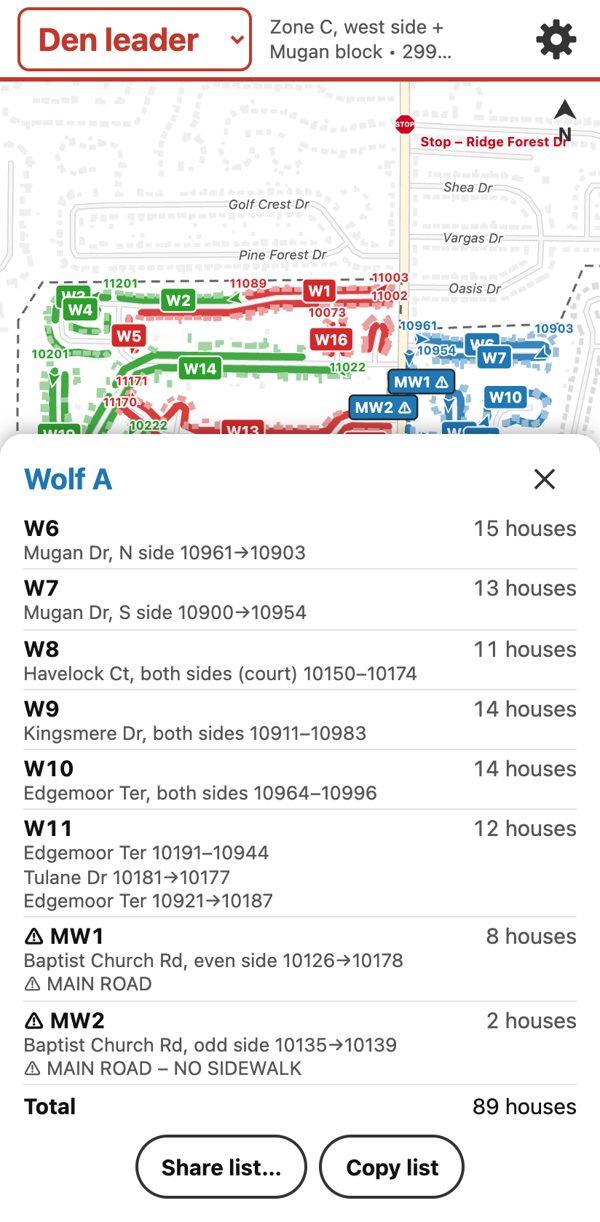 Den leader
Zone C, west side +
Mugan block • 299...
STOP
Stop – Ridge Forest Dr
N
Shea Dr
Golf Crest Dr
Vargas Dr
Pine Forest Dr
Oasis Dr
11201
11089
11003
W1
W2
11002
W4
10073
10961
10903
W5
W16
10954
W7
10201
W14
11022
11171
MW1 ⚠
W10
11170
MW2 ⚠
10222
W13
Wolf A
W6 15 houses
Mugan Dr, N side 10961→10903
W7 13 houses
Mugan Dr, S side 10900→10954
W8 11 houses
Havelock Ct, both sides (court) 10150–10174
W9 14 houses
Kingsmere Dr, both sides 10911–10983
W10 14 houses
Edgemoor Ter, both sides 10964–10996
W11 12 houses
Edgemoor Ter 10191–10944
Tulane Dr 10181→10177
Edgemoor Ter 10921→10187
⚠ MW1 8 houses
Baptist Church Rd, even side 10126→10178
⚠ MAIN ROAD
⚠ MW2 2 houses
Baptist Church Rd, odd side 10135→10139
⚠ MAIN ROAD – NO SIDEWALK
Total 89 houses
Share list...
Copy list